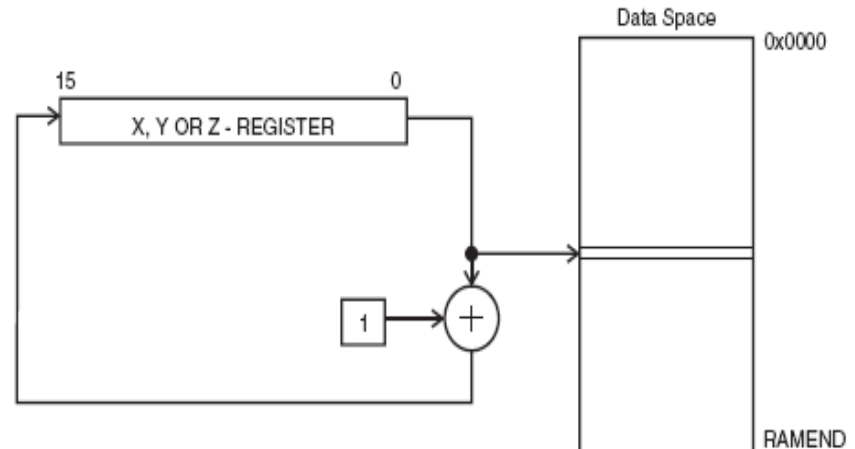 Data Space
0x0000
15
0
X, Y OR Z - REGISTER
1
+
RAMEND